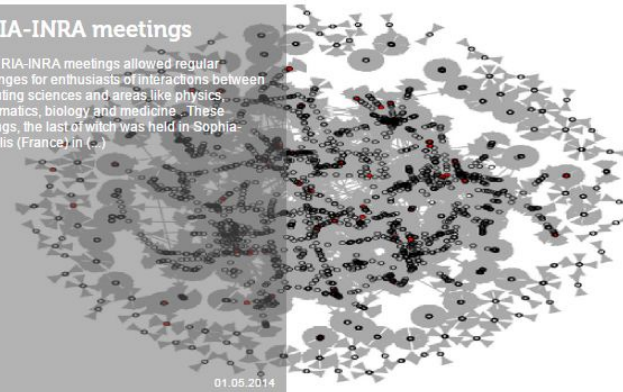 IA-INRA meetings
RIA-INRA meetings allowed regular
nges for enthusiasts of interactions between
ting sciences and areas like physics,
matics, biology and medicine . These
ngs, the last of witch was held in Sophia-
lis (France) in (...)
01.05.2014